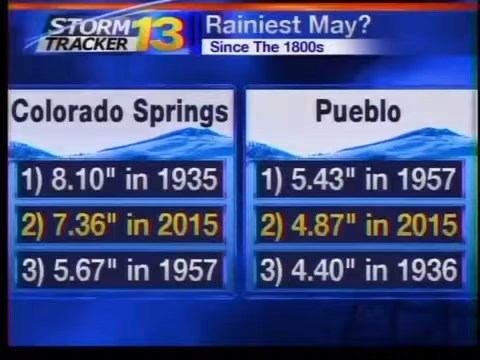 STORM
TRACKER 13
Rainiest May?
Since The 1800s
Colorado Springs
1) 8.10" in 1935
2) 7.36" in 2015
3) 5.67" in 1957
Pueblo
1) 5.43" in 1957
2) 4.87" in 2015
3) 4.40" in 1936